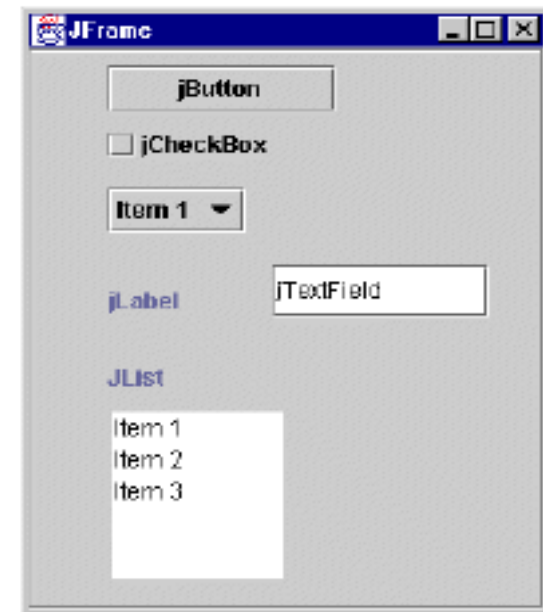 JFrame
jButton
jCheckBox
Item 1
jLabel
jTextField
JList
Item 1
Item 2
Item 3